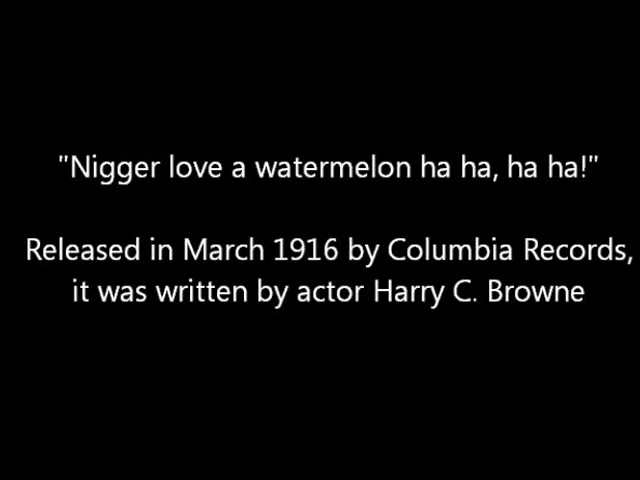 "Nigger love a watermelon ha ha, ha ha!"
Released in March 1916 by Columbia Records,
it was written by actor Harry C. Browne